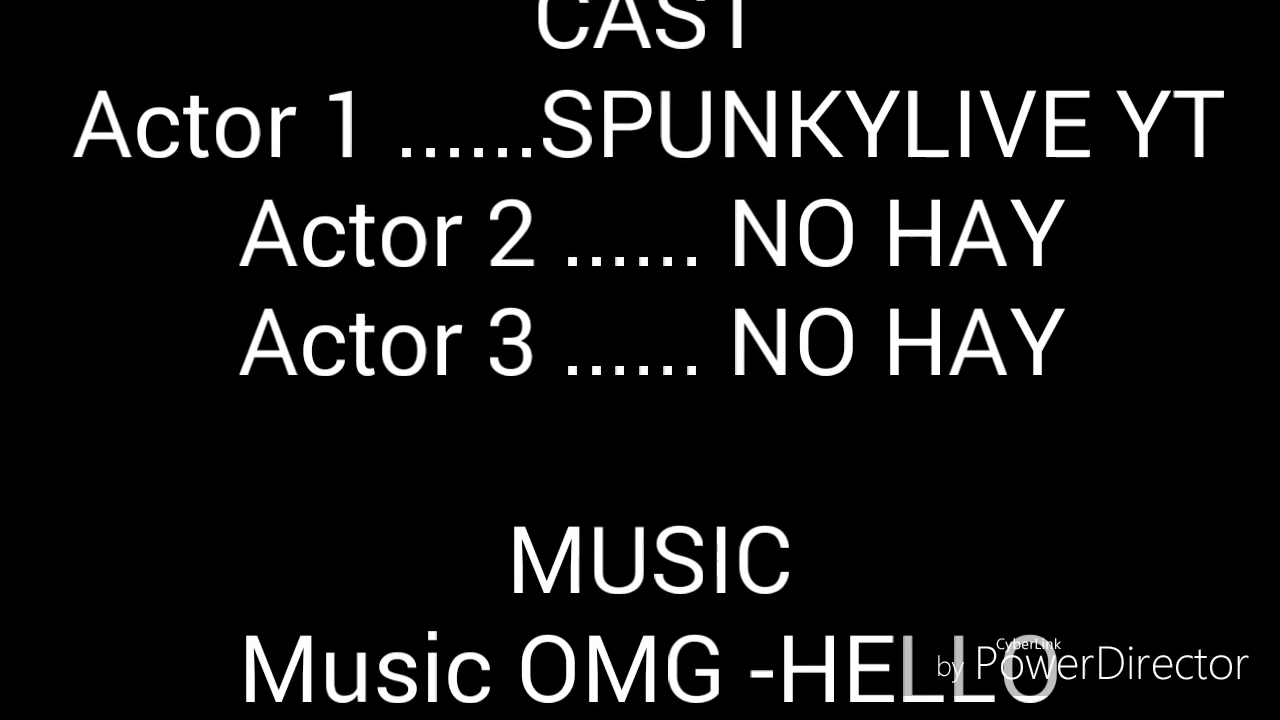 CAST
Actor 1 ......SPUNKYLIVE YT
Actor 2 ...... NO HAY
Actor 3 ...... NO HAY
MUSIC
Music OMG -HELLO
CyberLink
by PowerDirector